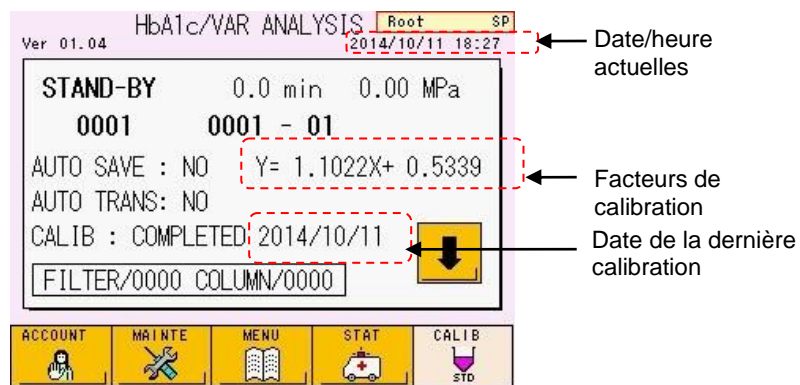 HbA1c/VAR ANALYSIS Root SP
Ver 01.04 2014/10/11 18:27
Date/heure
actuelles
STAND-BY 0.0 min 0.00 MPa
0001 0001 - 01
AUTO SAVE : NO Y= 1.1022X+ 0.5339
Facteurs de
calibration
AUTO TRANS: NO
CALIB : COMPLETED 2014/10/11
Date de la dernière
calibration
FILTER/0000 COLUMN/0000
ACCOUNT MAINTE MENU STAT CALIB
STD